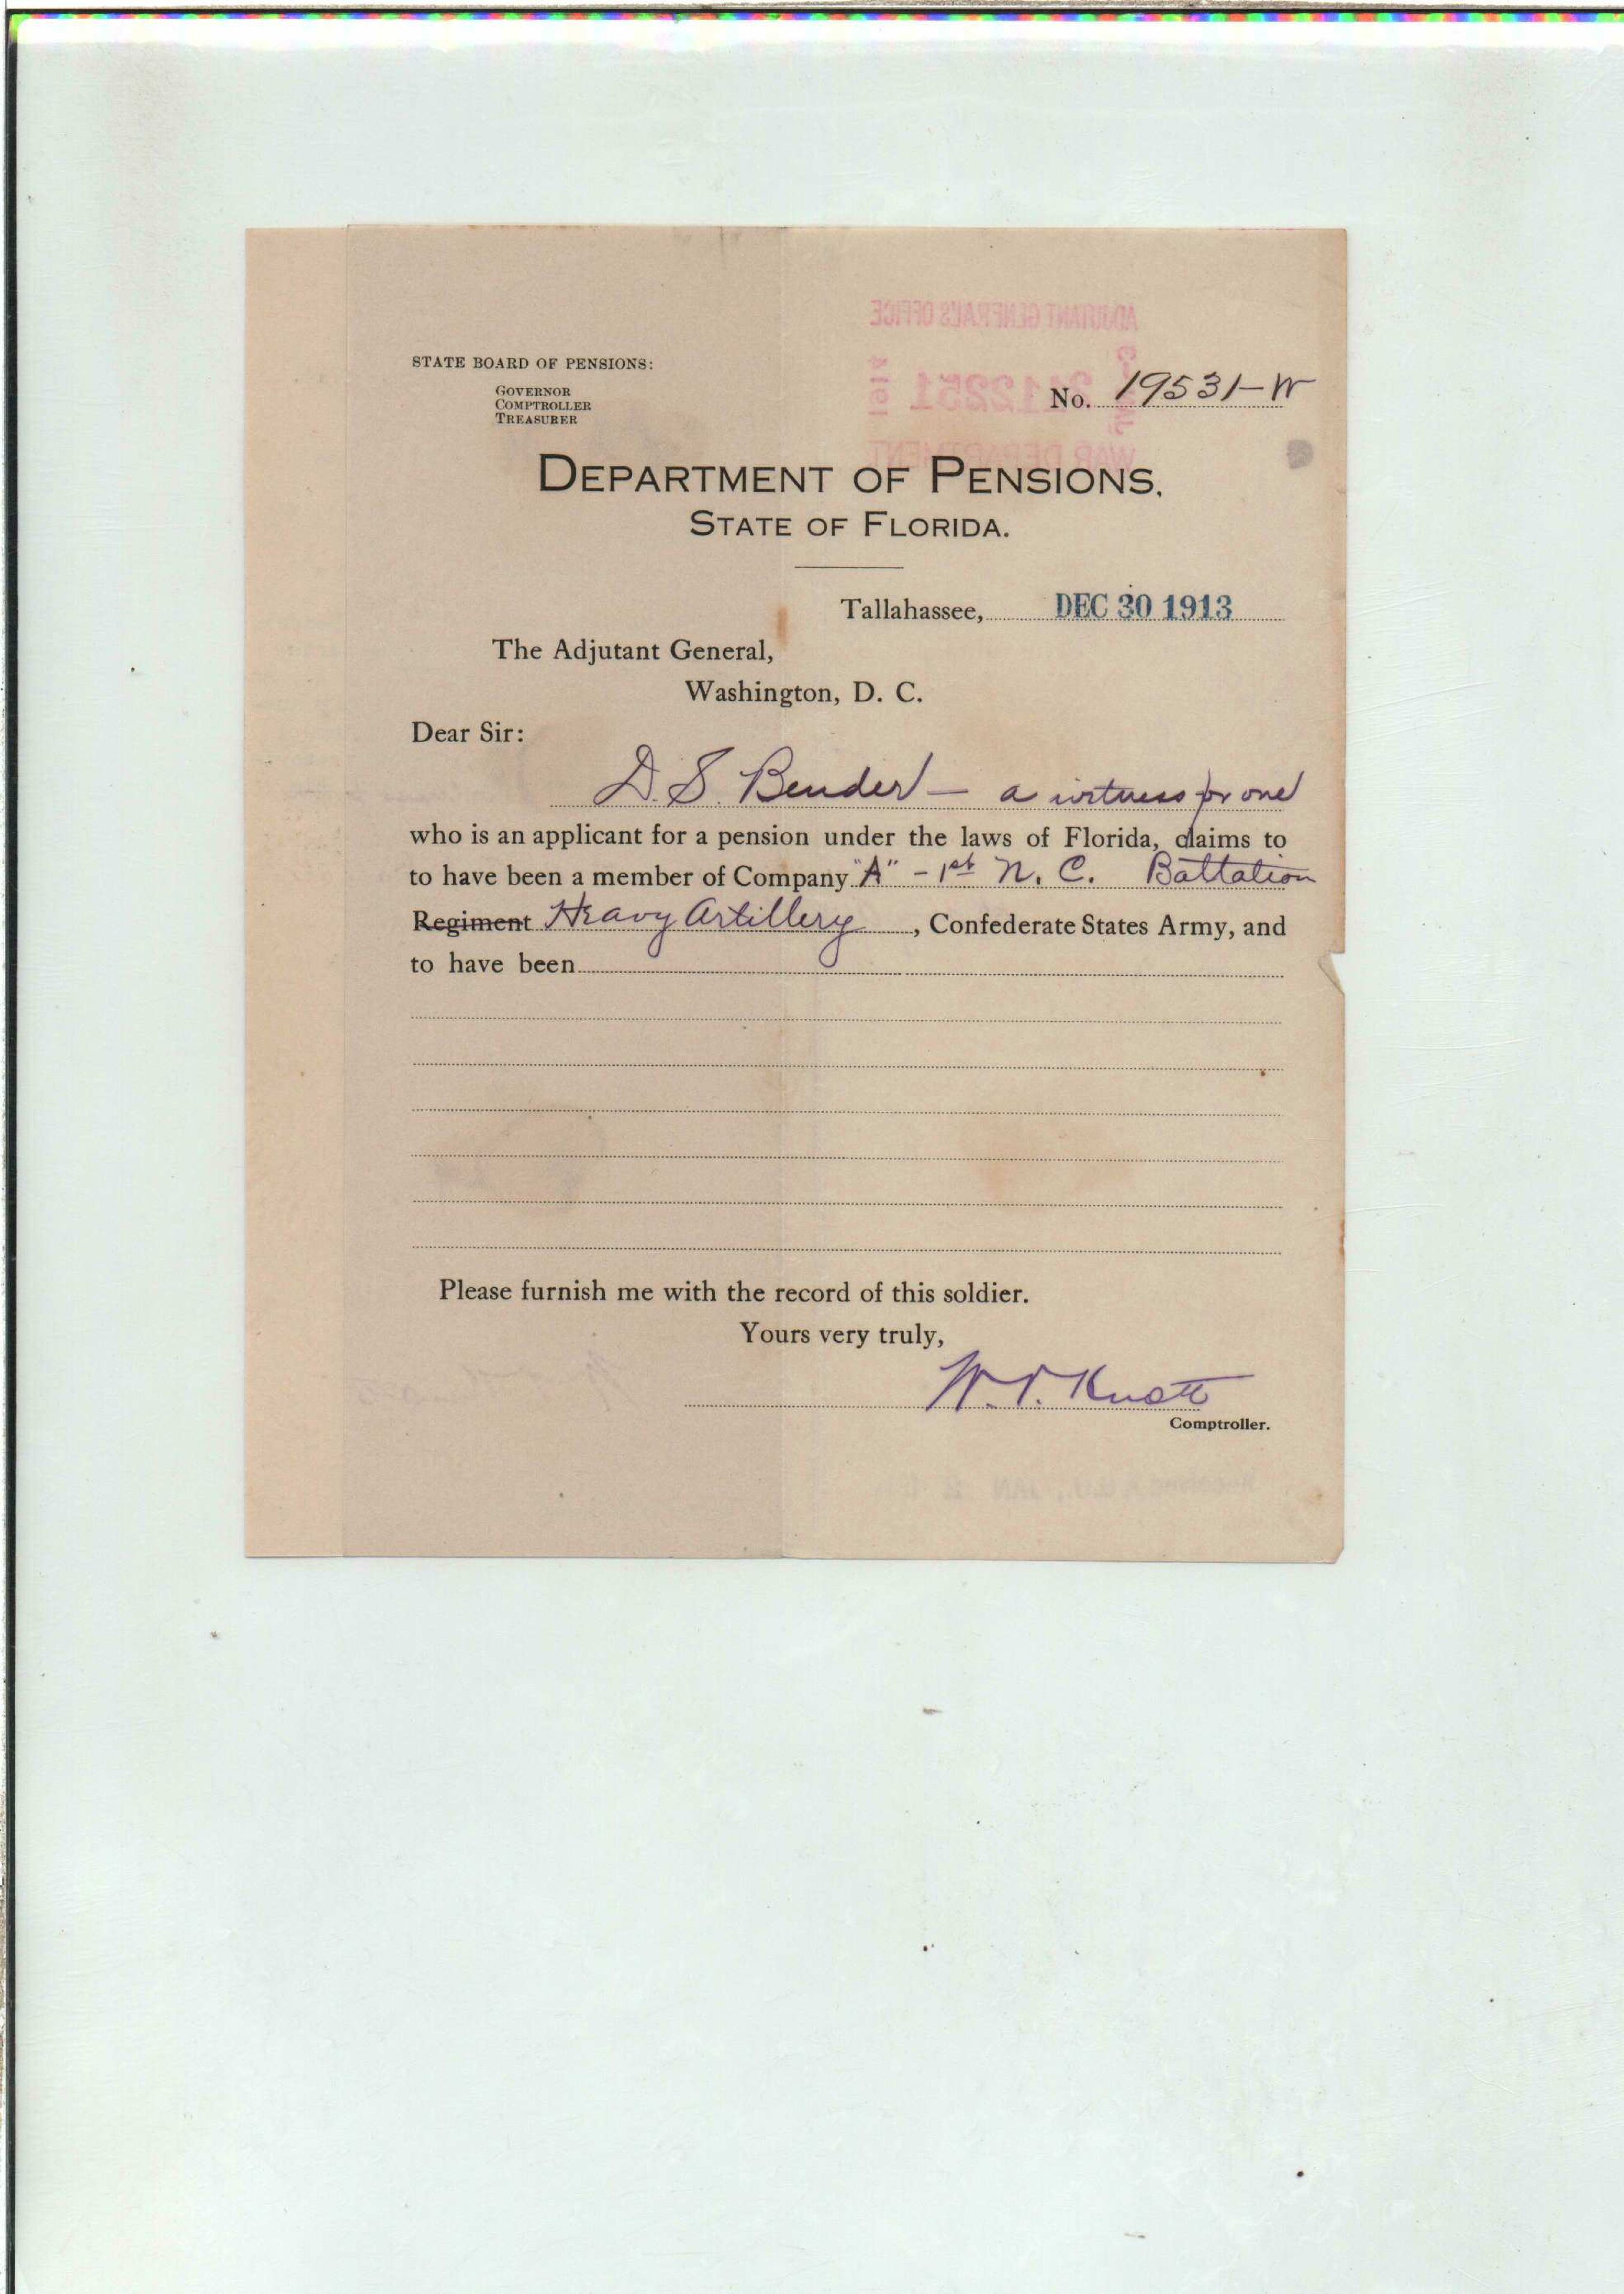 STATE BOARD OF PENSIONS:
GOVERNOR
COMPTROLLER
TREASURER
ADJUTANT GENERAL'S OFFICE
No. 19531-W
WAR DEPARTMENT
DEPARTMENT OF PENSIONS,
STATE OF FLORIDA.
Tallahassee, DEC 30 1913
The Adjutant General,
Washington, D. C.
Dear Sir:
D. S. Bender — a witness for one
who is an applicant for a pension under the laws of Florida, claims to
to have been a member of Company "A" - 1st N. C. Battalion
Regiment Heavy Artillery, Confederate States Army, and
to have been
Please furnish me with the record of this soldier.
Yours very truly,
W. V. Knott
Comptroller.